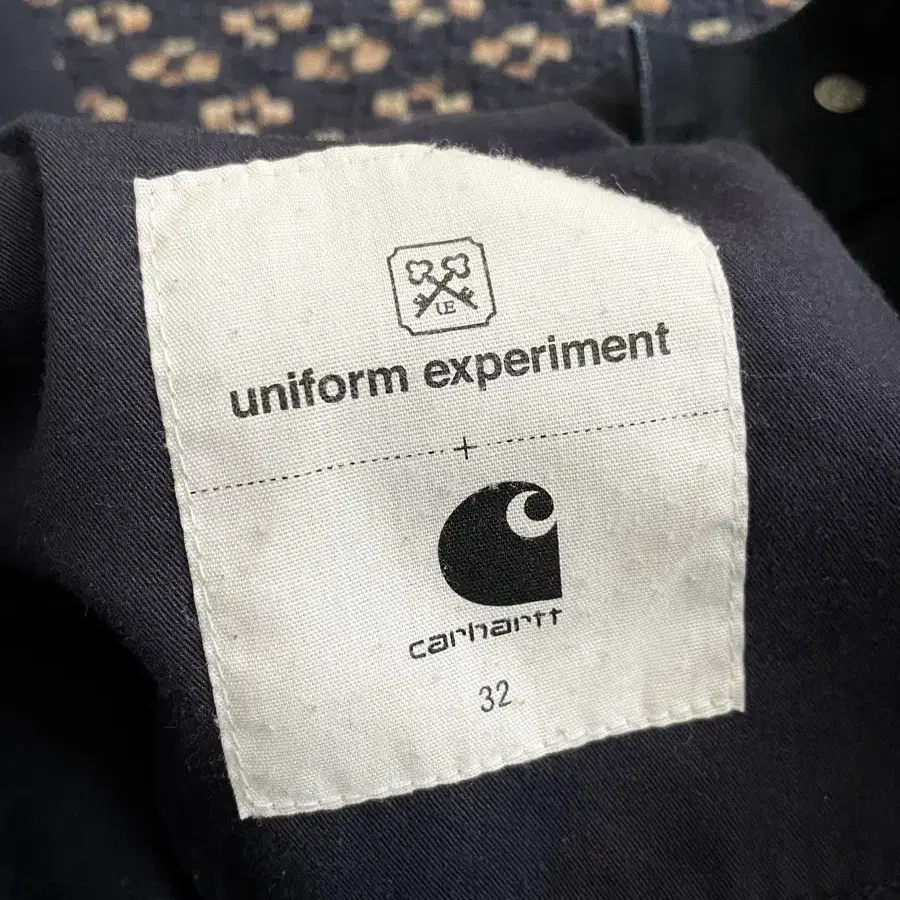 UE
uniform experiment
+
carhartt
32